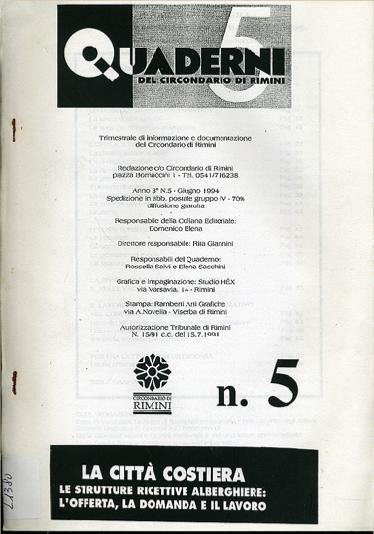 QUADERNI 5
DEL CIRCONDARIO DI RIMINI
Trimestrale di informazione e documentazione
del Circondario di Rimini
Redazione c/o Circondario di Rimini
piazza Bornaccini 1 - Tel. 0541/716238
Anno 3° N.5 - Giugno 1994
Spedizione in abb. postale gruppo IV - 70%
diffusione gratuita
Responsabile della Collana Editoriale:
Domenico Elena
Direttore responsabile: Rita Giannini
Responsabili del Quaderno:
Rossella Salvi e Elena Sacchini
Grafica e Impaginazione: Studio HÉX
via Varsavia, - Rimini
Stampa: Ramberti Arti Grafiche
via A.Novella - Viserba di Rimini
Autorizzazione Tribunale di Rimini
N. 15/91 c.c. del 15.7.1991
CIRCONDARIO DI
RIMINI
n. 5
LA CITTÀ COSTIERA
LE STRUTTURE RICETTIVE ALBERGHIERE:
L'OFFERTA, LA DOMANDA E IL LAVORO
L1380